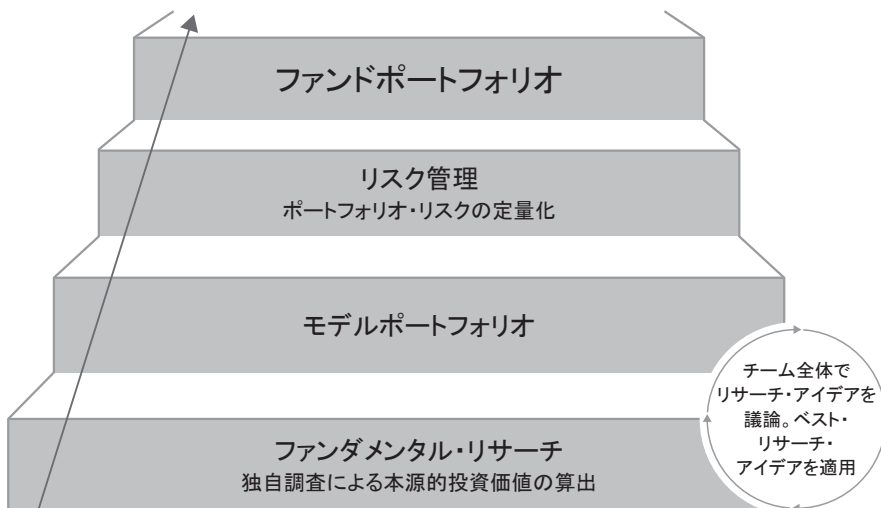 ファンドポートフォリオ
リスク管理
ポートフォリオ・リスクの定量化
モデルポートフォリオ
チーム全体で
リサーチ・アイデアを
議論。ベスト・
リサーチ・
アイデアを適用
ファンダメンタル・リサーチ
独自調査による本源的投資価値の算出